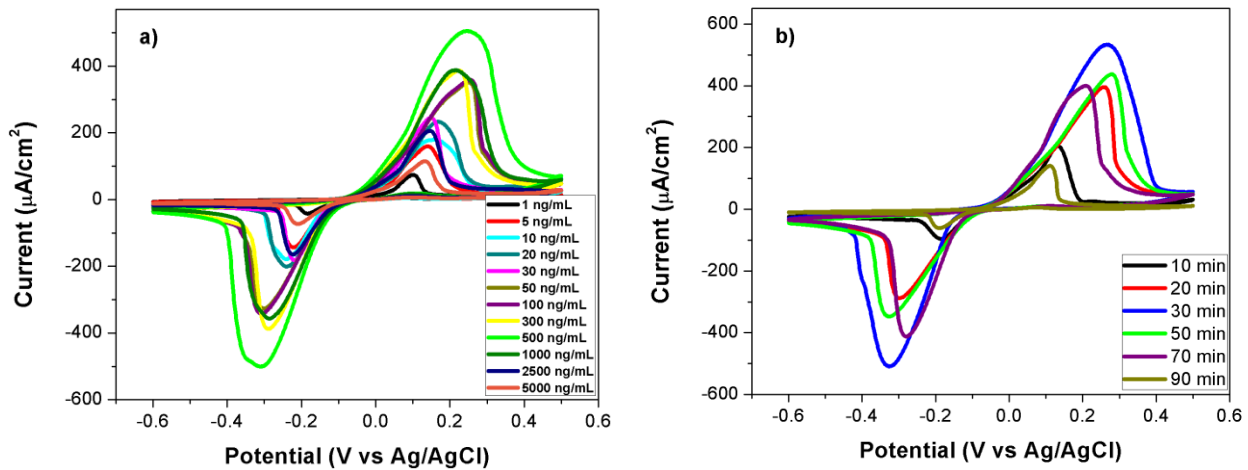 a)
600
400
200
0
-200
-400
-600
Current (µA/cm²)
-0.6 -0.4 -0.2 0.0 0.2 0.4 0.6
Potential (V vs Ag/AgCl)
1 ng/mL
5 ng/mL
10 ng/mL
20 ng/mL
30 ng/mL
50 ng/mL
100 ng/mL
300 ng/mL
500 ng/mL
1000 ng/mL
2500 ng/mL
5000 ng/mL
b)
600
400
200
0
-200
-400
-600
Current (µA/cm²)
-0.6 -0.4 -0.2 0.0 0.2 0.4 0.6
Potential (V vs Ag/AgCl)
10 min
20 min
30 min
50 min
70 min
90 min